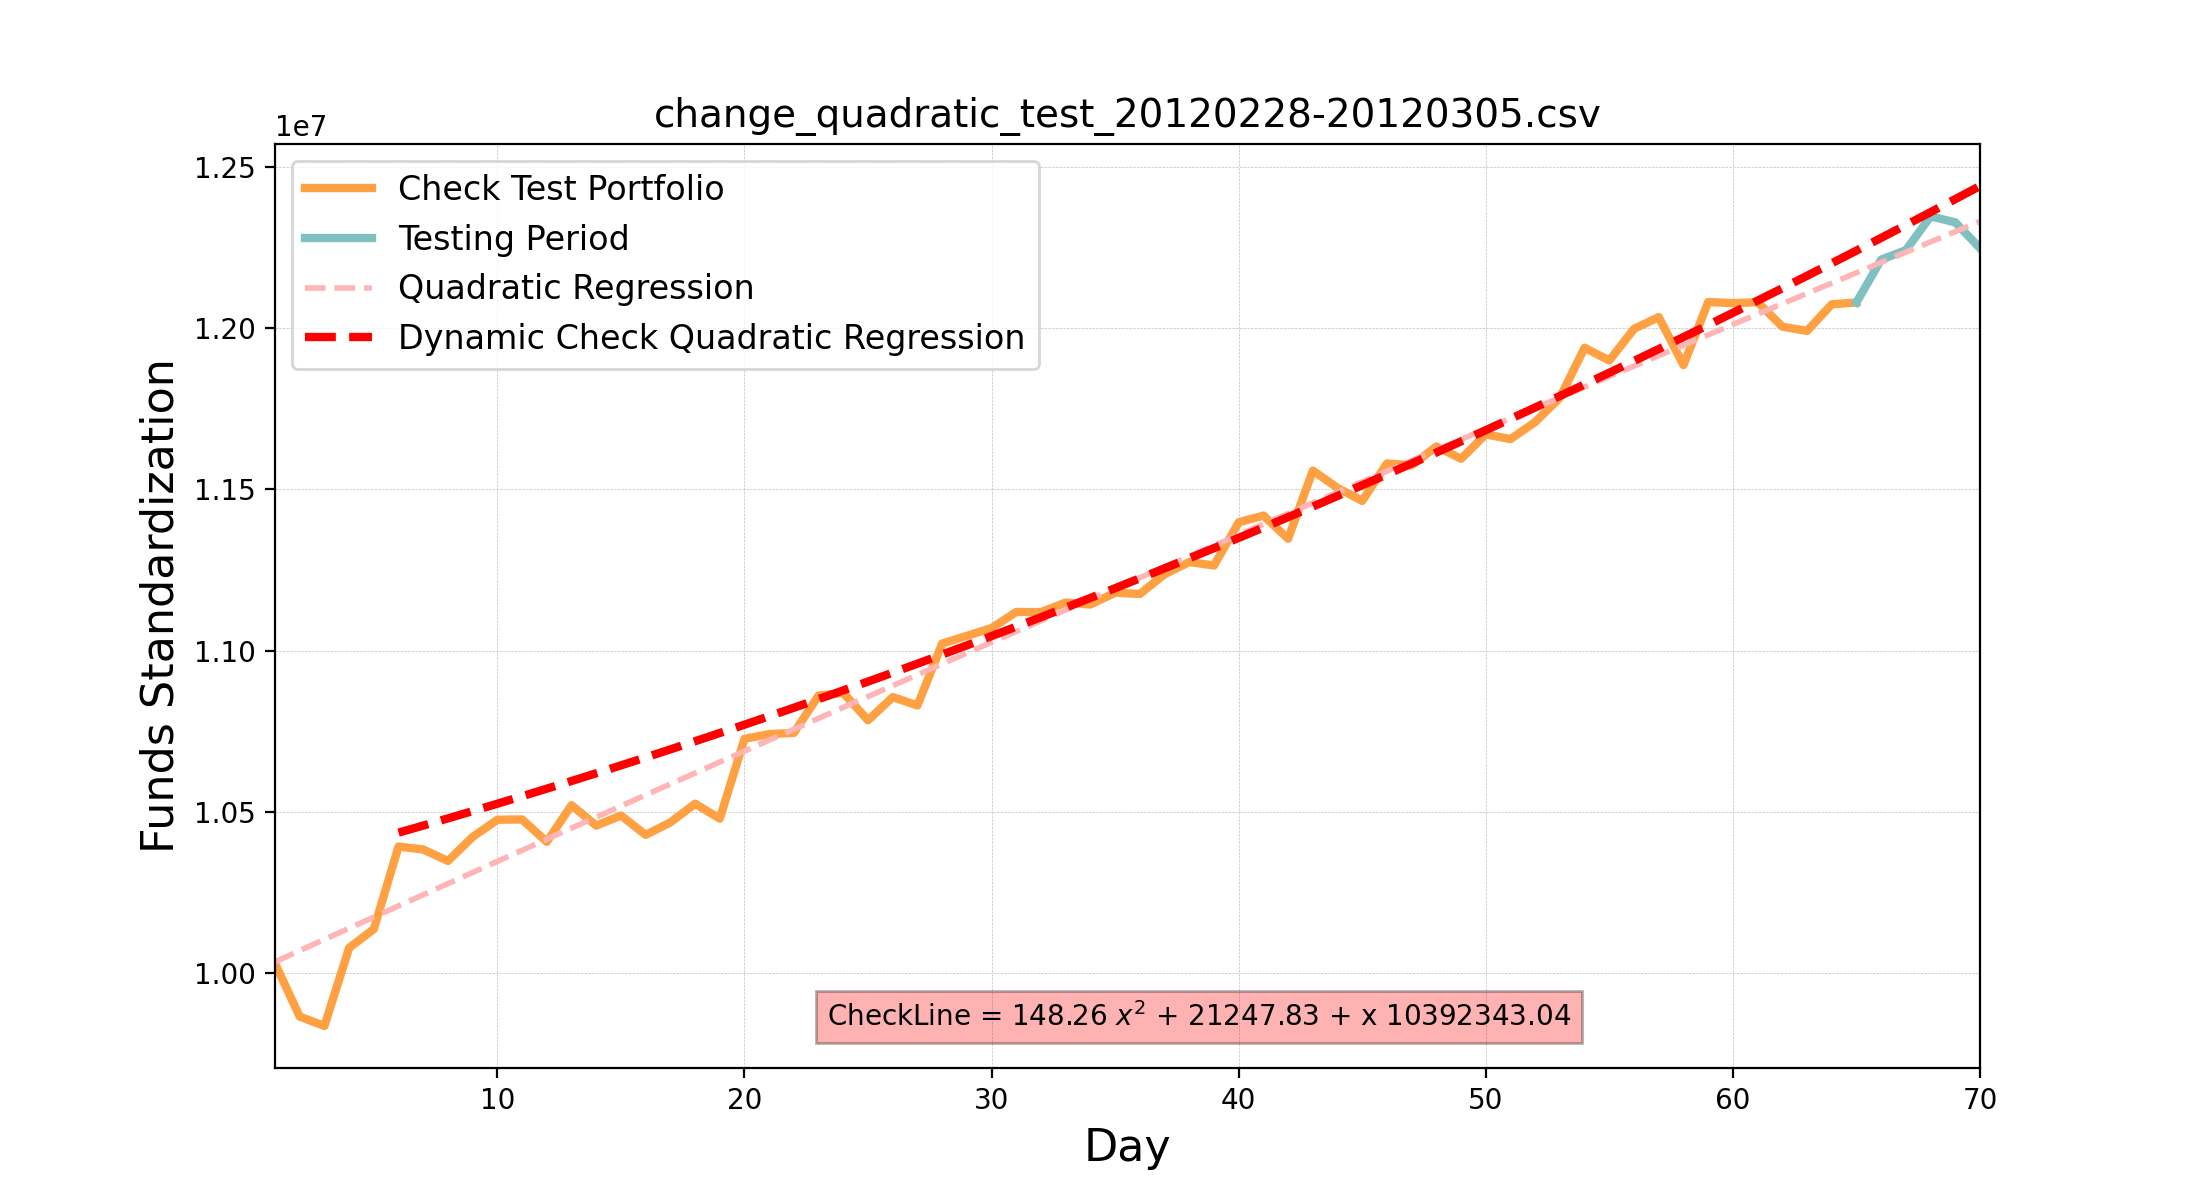 change_quadratic_test_20120228-20120305.csv
1e7
1.25
1.20
1.15
1.10
1.05
1.00
Funds Standardization
Check Test Portfolio
Testing Period
Quadratic Regression
Dynamic Check Quadratic Regression
CheckLine = 148.26 x² + 21247.83 + x 10392343.04
10 20 30 40 50 60 70
Day